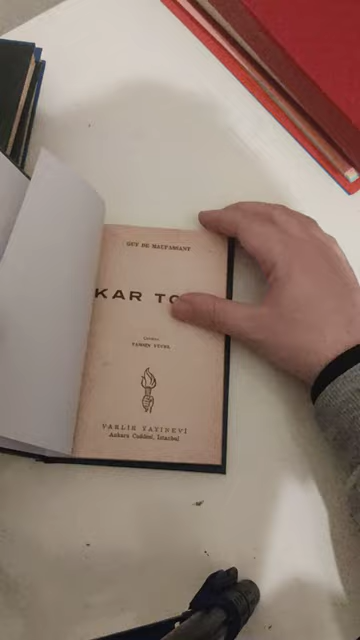 GUY DE MAUPASSANT
KAR TO
Çeviren
TAHSİN YÜCEL
VARLIK YAYINEVİ
Ankara Caddesi, İstanbul